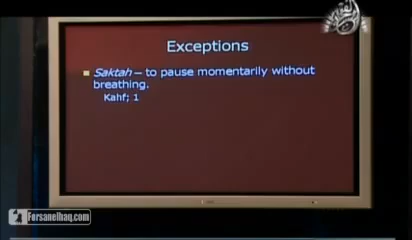 Exceptions
Saktah – to pause momentarily without
breathing.
Kahf; 1
Forsanelhaq.com